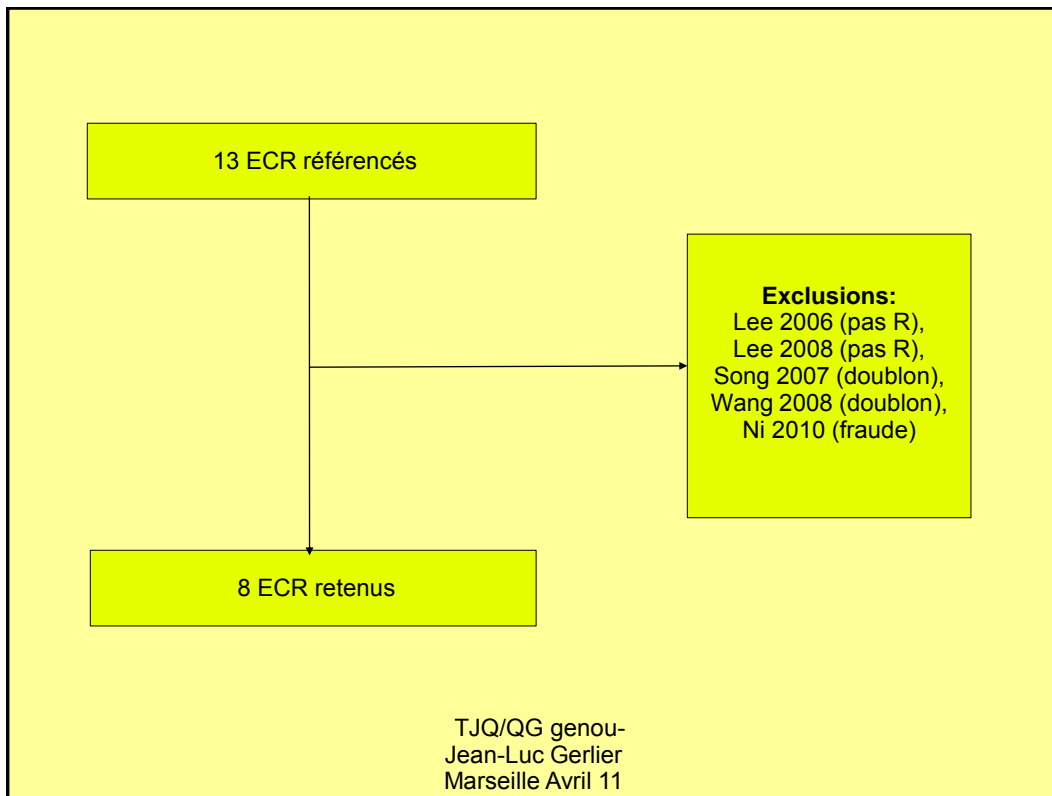 13 ECR référencés
Exclusions:
Lee 2006 (pas R),
Lee 2008 (pas R),
Song 2007 (doublon),
Wang 2008 (doublon),
Ni 2010 (fraude)
8 ECR retenus
TJQ/QG genou-
Jean-Luc Gerlier
Marseille Avril 11